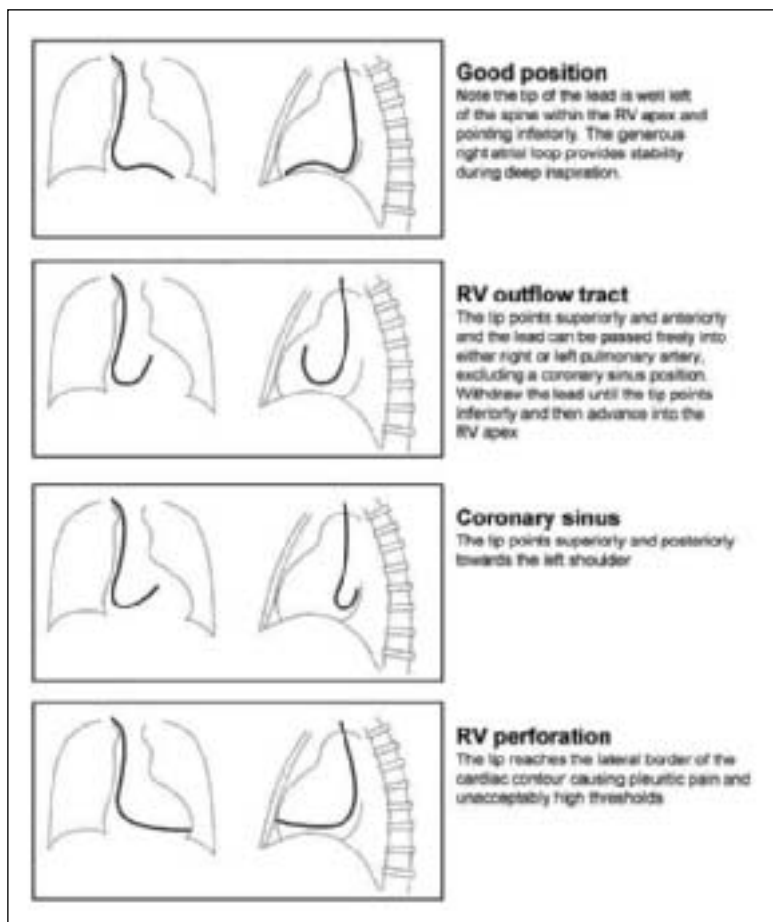 Good position
Note the tip of the lead is well left
of the spine within the RV apex and
pointing inferiorly. The generous
right atrial loop provides stability
during deep inspiration.
RV outflow tract
The tip points superiorly and anteriorly
and the lead can be passed freely into
either right or left pulmonary artery,
excluding a coronary sinus position.
Withdraw the lead until the tip points
inferiorly and then advance into the
RV apex
Coronary sinus
The tip points superiorly and posteriorly
towards the left shoulder
RV perforation
The tip reaches the lateral border of the
cardiac contour causing pleuritic pain and
unacceptably high thresholds